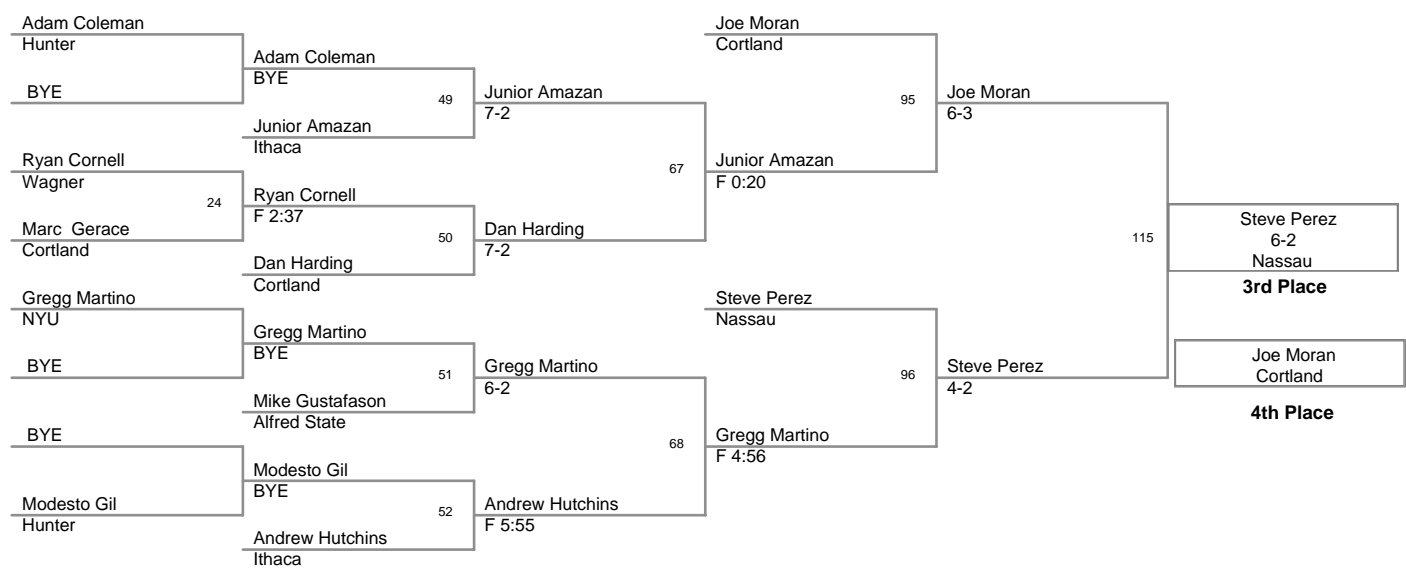 Adam Coleman
Hunter
BYE
Ryan Cornell
Wagner
24
Marc  Gerace
Cortland
Gregg Martino
NYU
BYE
BYE
Modesto Gil
Hunter
Adam Coleman
BYE
49
Junior Amazan
Ithaca
Ryan Cornell
F 2:37
50
Dan Harding
Cortland
Gregg Martino
BYE
51
Mike Gustafason
Alfred State
Modesto Gil
BYE
52
Andrew Hutchins
Ithaca
Junior Amazan
7-2
67
Dan Harding
7-2
Gregg Martino
6-2
68
Andrew Hutchins
F 5:55
Joe Moran
Cortland
95
Junior Amazan
F 0:20
Steve Perez
Nassau
96
Gregg Martino
F 4:56
Joe Moran
6-3
115
Steve Perez
4-2
Steve Perez
6-2
Nassau
3rd Place
Joe Moran
Cortland
4th Place